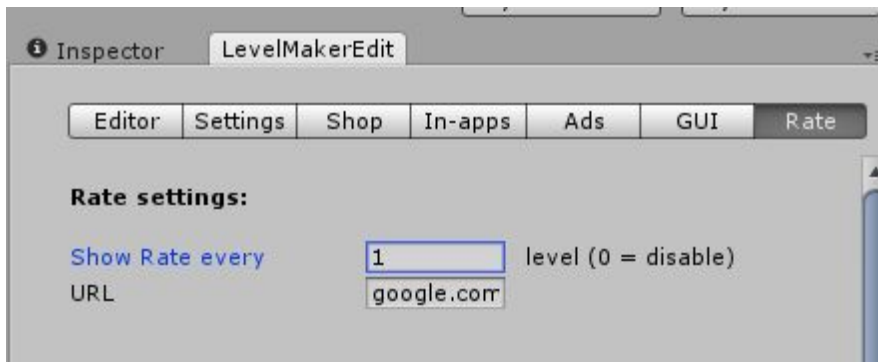 Inspector LevelMakerEdit
Editor Settings Shop In-apps Ads GUI Rate
Rate settings:
Show Rate every 1 level (0 = disable)
URL google.com